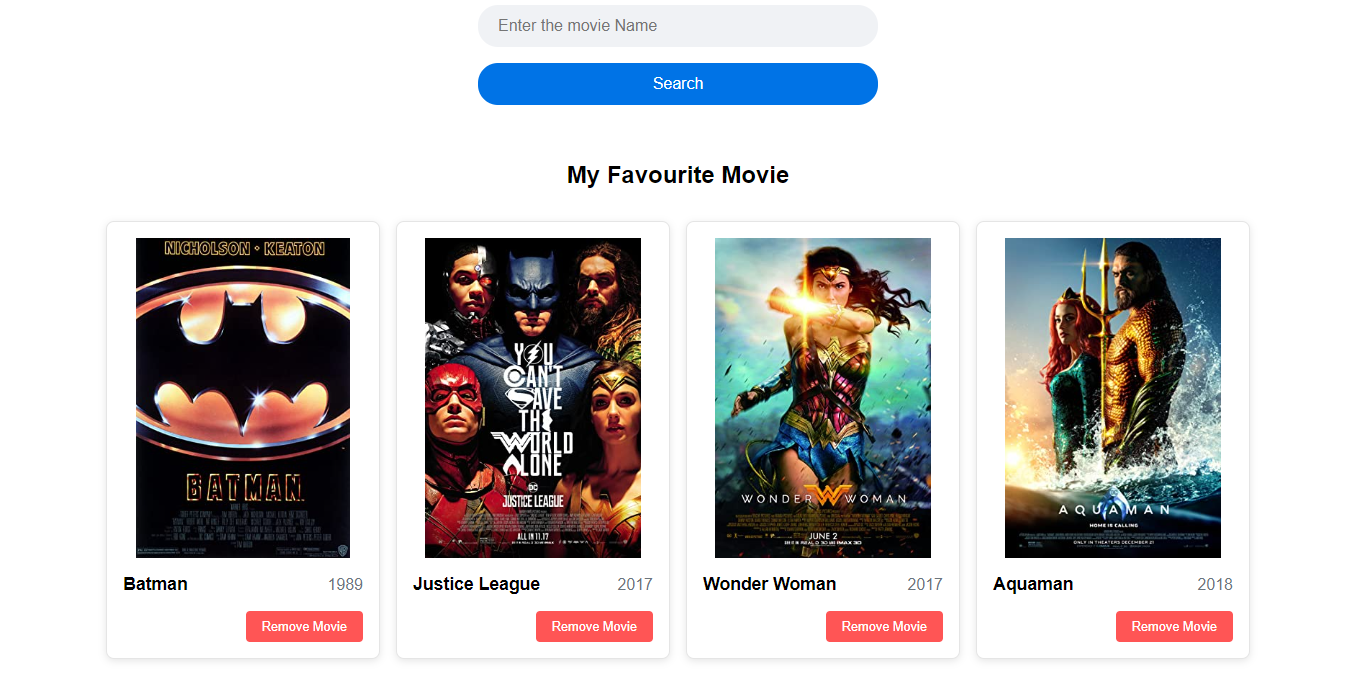 Enter the movie Name
Search
My Favourite Movie
NICHOLSON • KEATON
BATMAN
Batman
1989
Remove Movie
YOU
CAN'T
SAVE
THE
WORLD
ALONE
DC
JUSTICE LEAGUE
ALL IN 11.17
Justice League
2017
Remove Movie
WONDER WOMAN
JUNE 2
Wonder Woman
2017
Remove Movie
AQUAMAN
HOME IS CALLING
ONLY IN THEATERS DECEMBER 21
Aquaman
2018
Remove Movie